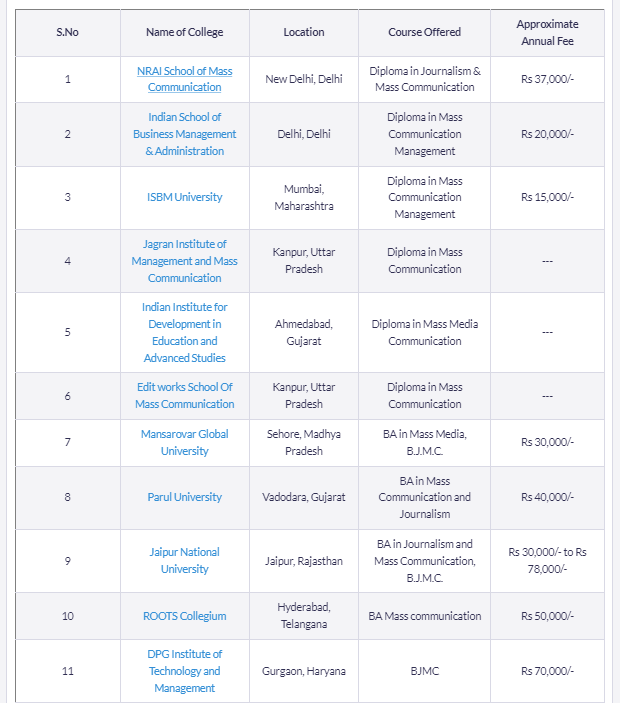 S.No Name of College Location Course Offered Approximate
Annual Fee
1 NRAI School of Mass
Communication New Delhi, Delhi Diploma in Journalism &
Mass Communication Rs 37,000/-
2 Indian School of
Business Management
& Administration Delhi, Delhi Diploma in Mass
Communication
Management Rs 20,000/-
3 ISBM University Mumbai,
Maharashtra Diploma in Mass
Communication
Management Rs 15,000/-
4 Jagran Institute of
Management and Mass
Communication Kanpur, Uttar
Pradesh Diploma in Mass
Communication ---
5 Indian Institute for
Development in
Education and
Advanced Studies Ahmedabad,
Gujarat Diploma in Mass Media
Communication ---
6 Edit works School Of
Mass Communication Kanpur, Uttar
Pradesh Diploma in Mass
Communication ---
7 Mansarovar Global
University Sehore, Madhya
Pradesh BA in Mass Media,
B.J.M.C. Rs 30,000/-
8 Parul University Vadodara, Gujarat BA in Mass
Communication and
Journalism Rs 40,000/-
9 Jaipur National
University Jaipur, Rajasthan BA in Journalism and
Mass Communication,
B.J.M.C. Rs 30,000/- to Rs
78,000/-
10 ROOTS Collegium Hyderabad,
Telangana BA Mass communication Rs 50,000/-
11 DPG Institute of
Technology and
Management Gurgaon, Haryana BJMC Rs 70,000/-